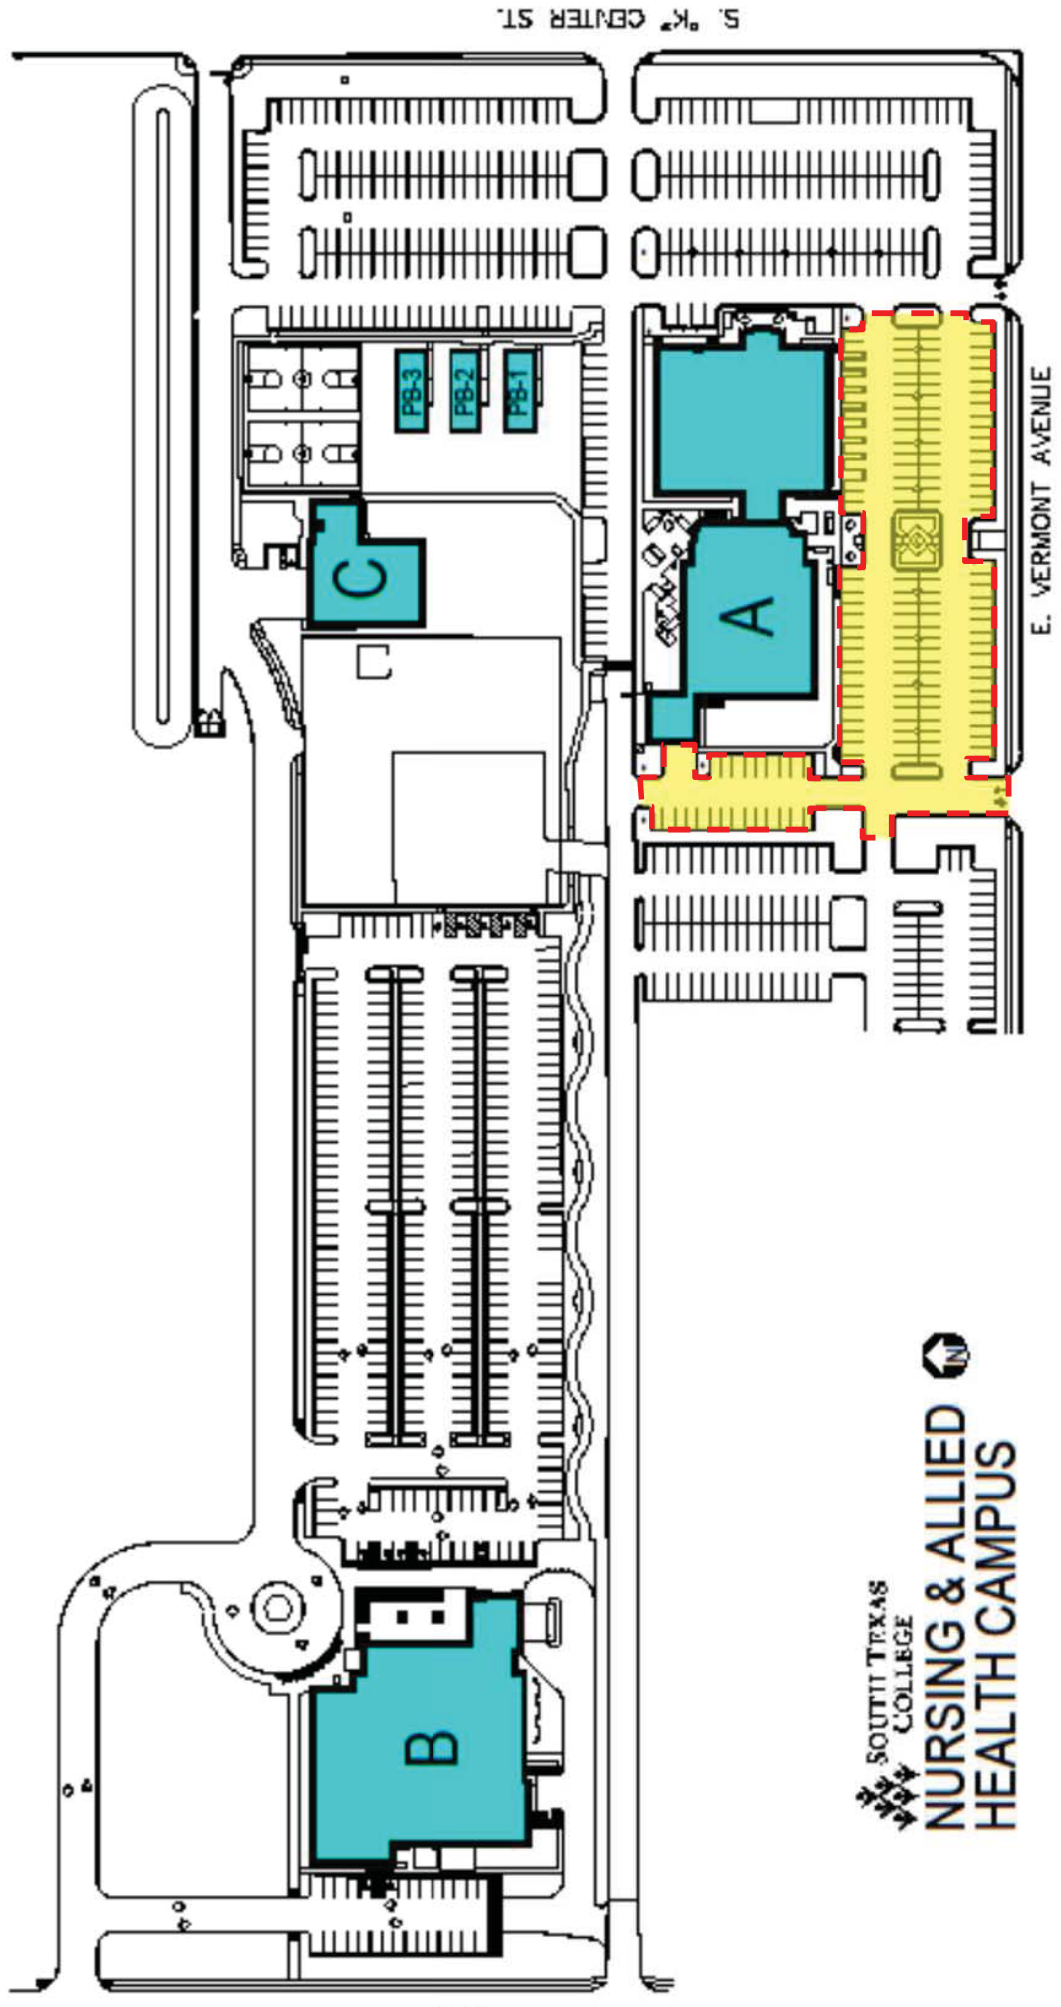 S. "K" CENTER ST.
PB-3
PB-2
PB-1
C
A
E. VERMONT AVENUE
B
SOUTH TEXAS
COLLEGE
NURSING & ALLIED
HEALTH CAMPUS
N